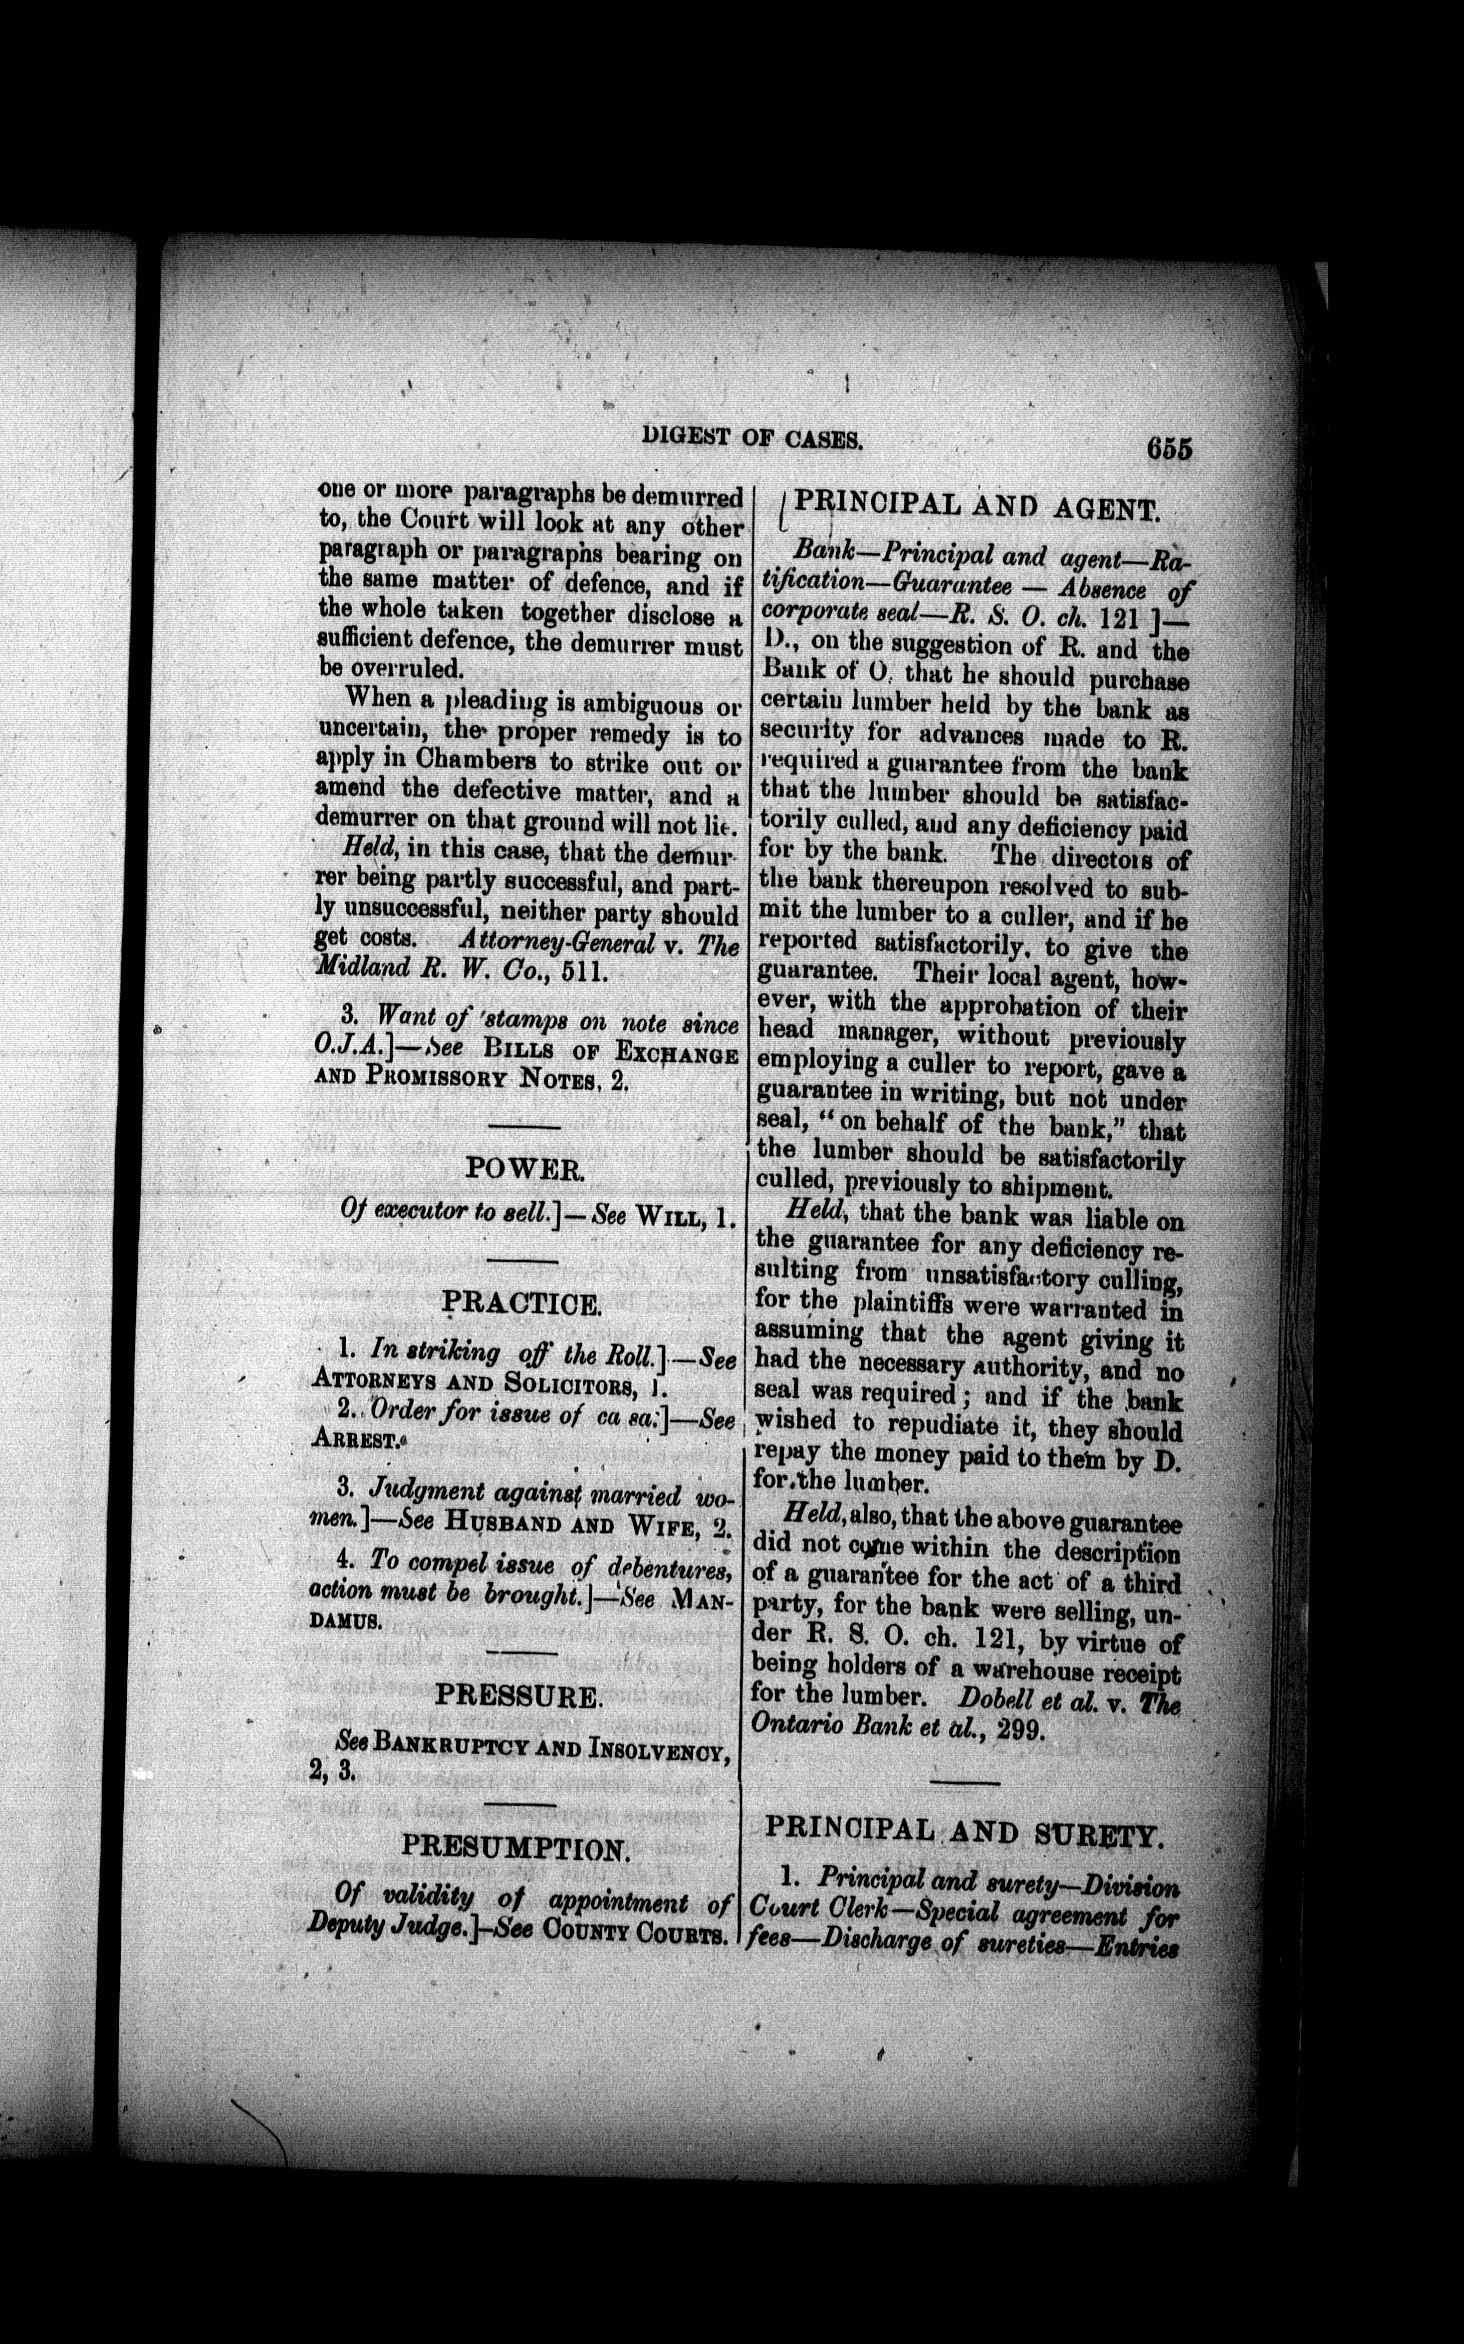 DIGEST OF CASES.
655
one or more paragraphs be demurred
to, the Court will look at any other
paragraph or paragraphs bearing on
the same matter of defence, and if
the whole taken together disclose a
sufficient defence, the demurrer must
be overruled.
When a pleading is ambiguous or
uncertain, the proper remedy is to
apply in Chambers to strike out or
amend the defective matter, and a
demurrer on that ground will not lie.
Held, in this case, that the demur-
rer being partly successful, and part-
ly unsuccessful, neither party should
get costs. Attorney-General v. The
Midland R. W. Co., 511.
3. Want of stamps on note since
O.J.A.]—See BILLS OF EXCHANGE
AND PROMISSORY NOTES, 2.
POWER.
Of executor to sell.]—See WILL, 1.
PRACTICE.
1. In striking off the Roll.]—See
ATTORNEYS AND SOLICITORS, 1.
2. Order for issue of ca sa.]—See
ARREST.
3. Judgment against married wo-
men.]—See HUSBAND AND WIFE, 2.
4. To compel issue of debentures,
action must be brought.]—See MAN-
DAMUS.
PRESSURE.
See BANKRUPTCY AND INSOLVENCY,
2, 3.
PRESUMPTION.
Of validity of appointment of
Deputy Judge.]—See COUNTY COURTS.
PRINCIPAL AND AGENT.
Bank—Principal and agent—Ra-
tification—Guarantee — Absence of
corporate seal—R. S. O. ch. 121 ]—
D., on the suggestion of R. and the
Bank of O. that he should purchase
certain lumber held by the bank as
security for advances made to R.
required a guarantee from the bank
that the lumber should be satisfac-
torily culled, and any deficiency paid
for by the bank. The directors of
the bank thereupon resolved to sub-
mit the lumber to a culler, and if he
reported satisfactorily, to give the
guarantee. Their local agent, how-
ever, with the approbation of their
head manager, without previously
employing a culler to report, gave a
guarantee in writing, but not under
seal, "on behalf of the bank," that
the lumber should be satisfactorily
culled, previously to shipment.
Held, that the bank was liable on
the guarantee for any deficiency re-
sulting from unsatisfactory culling,
for the plaintiffs were warranted in
assuming that the agent giving it
had the necessary authority, and no
seal was required; and if the bank
wished to repudiate it, they should
repay the money paid to them by D.
for the lumber.
Held, also, that the above guarantee
did not come within the description
of a guarantee for the act of a third
party, for the bank were selling, un-
der R. S. O. ch. 121, by virtue of
being holders of a warehouse receipt
for the lumber. Dobell et al. v. The
Ontario Bank et al., 299.
PRINCIPAL AND SURETY.
1. Principal and surety—Division
Court Clerk—Special agreement for
fees—Discharge of sureties—Entries